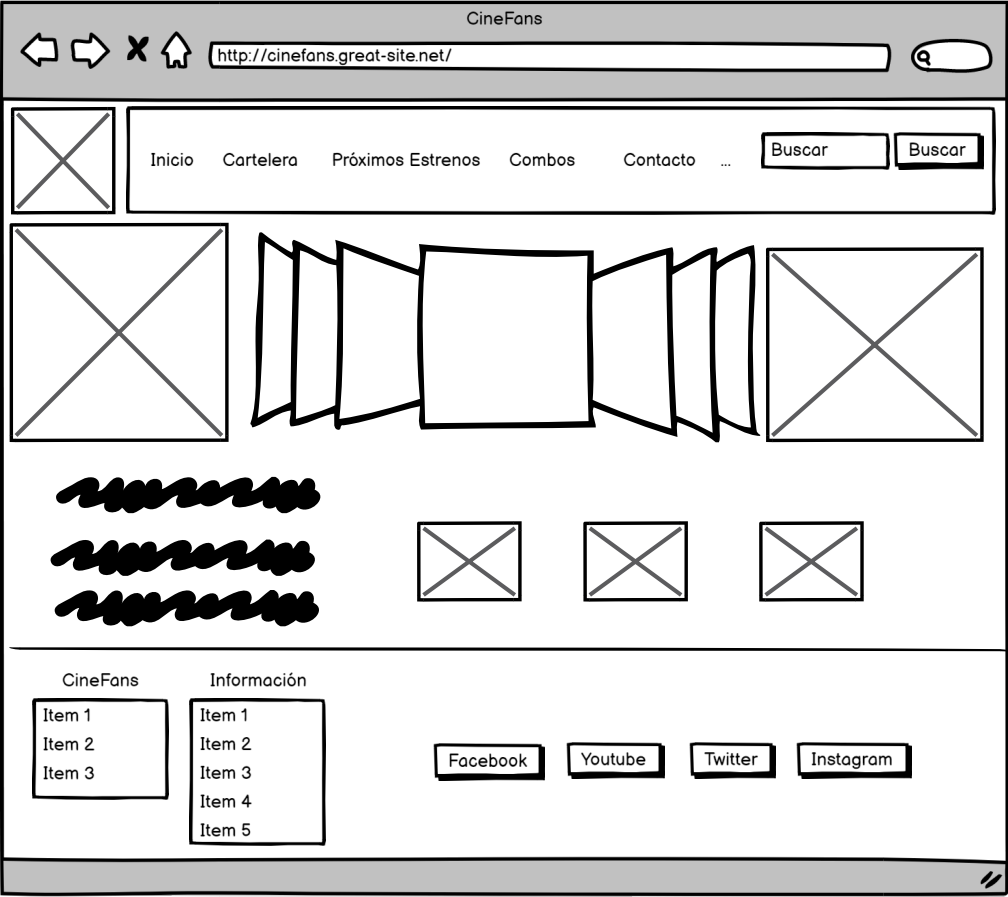 CineFans
http://cinefans.great-site.net/
Inicio Cartelera Próximos Estrenos Combos Contacto ... Buscar Buscar
CineFans
Item 1
Item 2
Item 3
Información
Item 1
Item 2
Item 3
Item 4
Item 5
Facebook Youtube Twitter Instagram